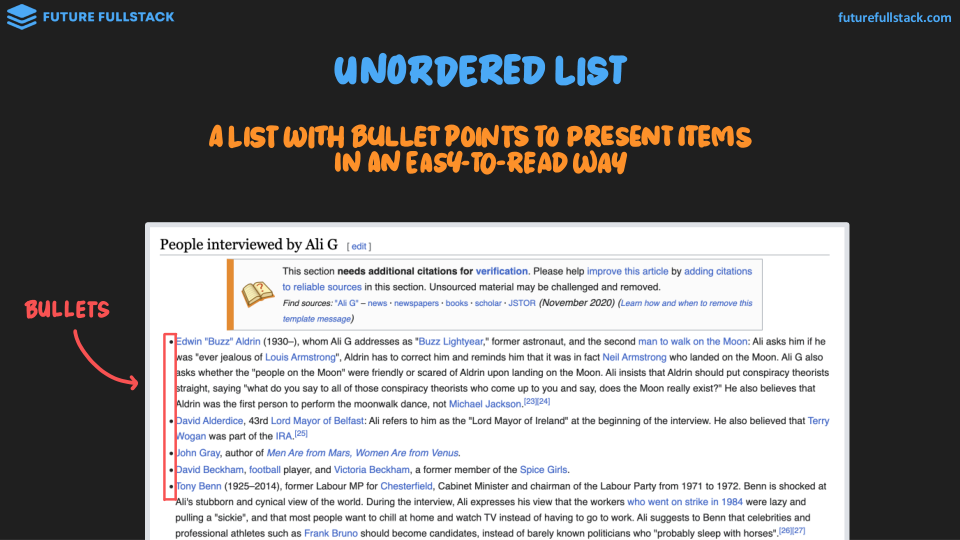 FUTURE FULLSTACK
futurefullstack.com
UNORDERED LIST
A LIST WITH BULLET POINTS TO PRESENT ITEMS
IN AN EASY-TO-READ WAY
People interviewed by Ali G [ edit ]
This section needs additional citations for verification. Please help improve this article by adding citations
to reliable sources in this section. Unsourced material may be challenged and removed.
Find sources: "Ali G" – news · newspapers · books · scholar · JSTOR (November 2020) (Learn how and when to remove this
template message)
BULLETS
• Edwin "Buzz" Aldrin (1930–), whom Ali G addresses as "Buzz Lightyear," former astronaut, and the second man to walk on the Moon: Ali asks him if he
was "ever jealous of Louis Armstrong", Aldrin has to correct him and reminds him that it was in fact Neil Armstrong who landed on the Moon. Ali G also
asks whether the "people on the Moon" were friendly or scared of Aldrin upon landing on the Moon. Ali insists that Aldrin should put conspiracy theorists
straight, saying "what do you say to all of those conspiracy theorists who come up to you and say, does the Moon really exist?" He also believes that
Aldrin was the first person to perform the moonwalk dance, not Michael Jackson.[23][24]
• David Alderdice, 43rd Lord Mayor of Belfast: Ali refers to him as the "Lord Mayor of Ireland" at the beginning of the interview. He also believed that Terry
Wogan was part of the IRA.[25]
• John Gray, author of Men Are from Mars, Women Are from Venus.
• David Beckham, football player, and Victoria Beckham, a former member of the Spice Girls.
• Tony Benn (1925–2014), former Labour MP for Chesterfield, Cabinet Minister and chairman of the Labour Party from 1971 to 1972. Benn is shocked at
Ali's stubborn and cynical view of the world. During the interview, Ali expresses his view that the workers who went on strike in 1984 were lazy and
pulling a "sickie", and that most people want to chill at home and watch TV instead of having to go to work. Ali suggests to Benn that celebrities and
professional athletes such as Frank Bruno should become candidates, instead of barely known politicians who "probably sleep with horses".[26][27]